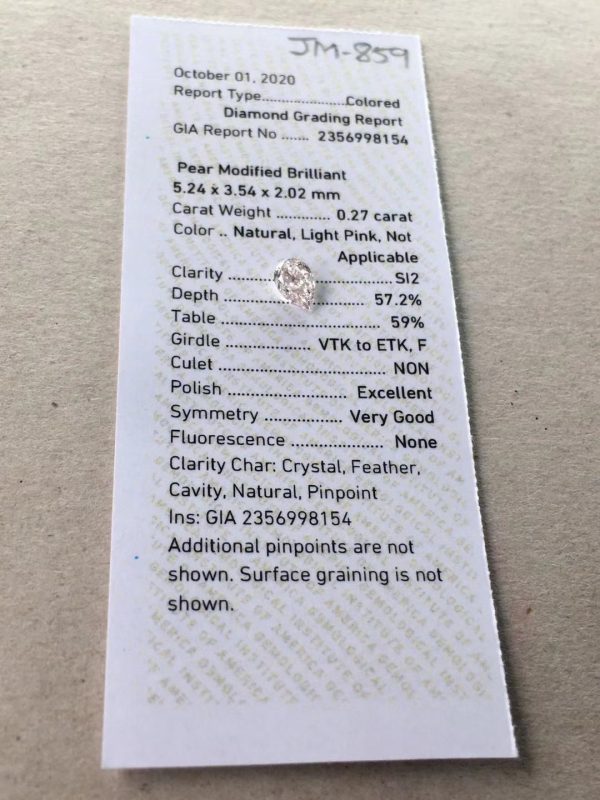 JM-859
October 01, 2020
Report Type..............Colored
Diamond Grading Report
GIA Report No ....... 2356998154
Pear Modified Brilliant
5.24 x 3.54 x 2.02 mm
Carat Weight ............ 0.27 carat
Color .. Natural, Light Pink, Not
Applicable
Clarity ........................ SI2
Depth ........................ 57.2%
Table ................................ 59%
Girdle ................. VTK to ETK, F
Culet .................................. NON
Polish ........................ Excellent
Symmetry ............... Very Good
Fluorescence .................. None
Clarity Char: Crystal, Feather,
Cavity, Natural, Pinpoint
Ins: GIA 2356998154
Additional pinpoints are not
shown. Surface graining is not
shown.